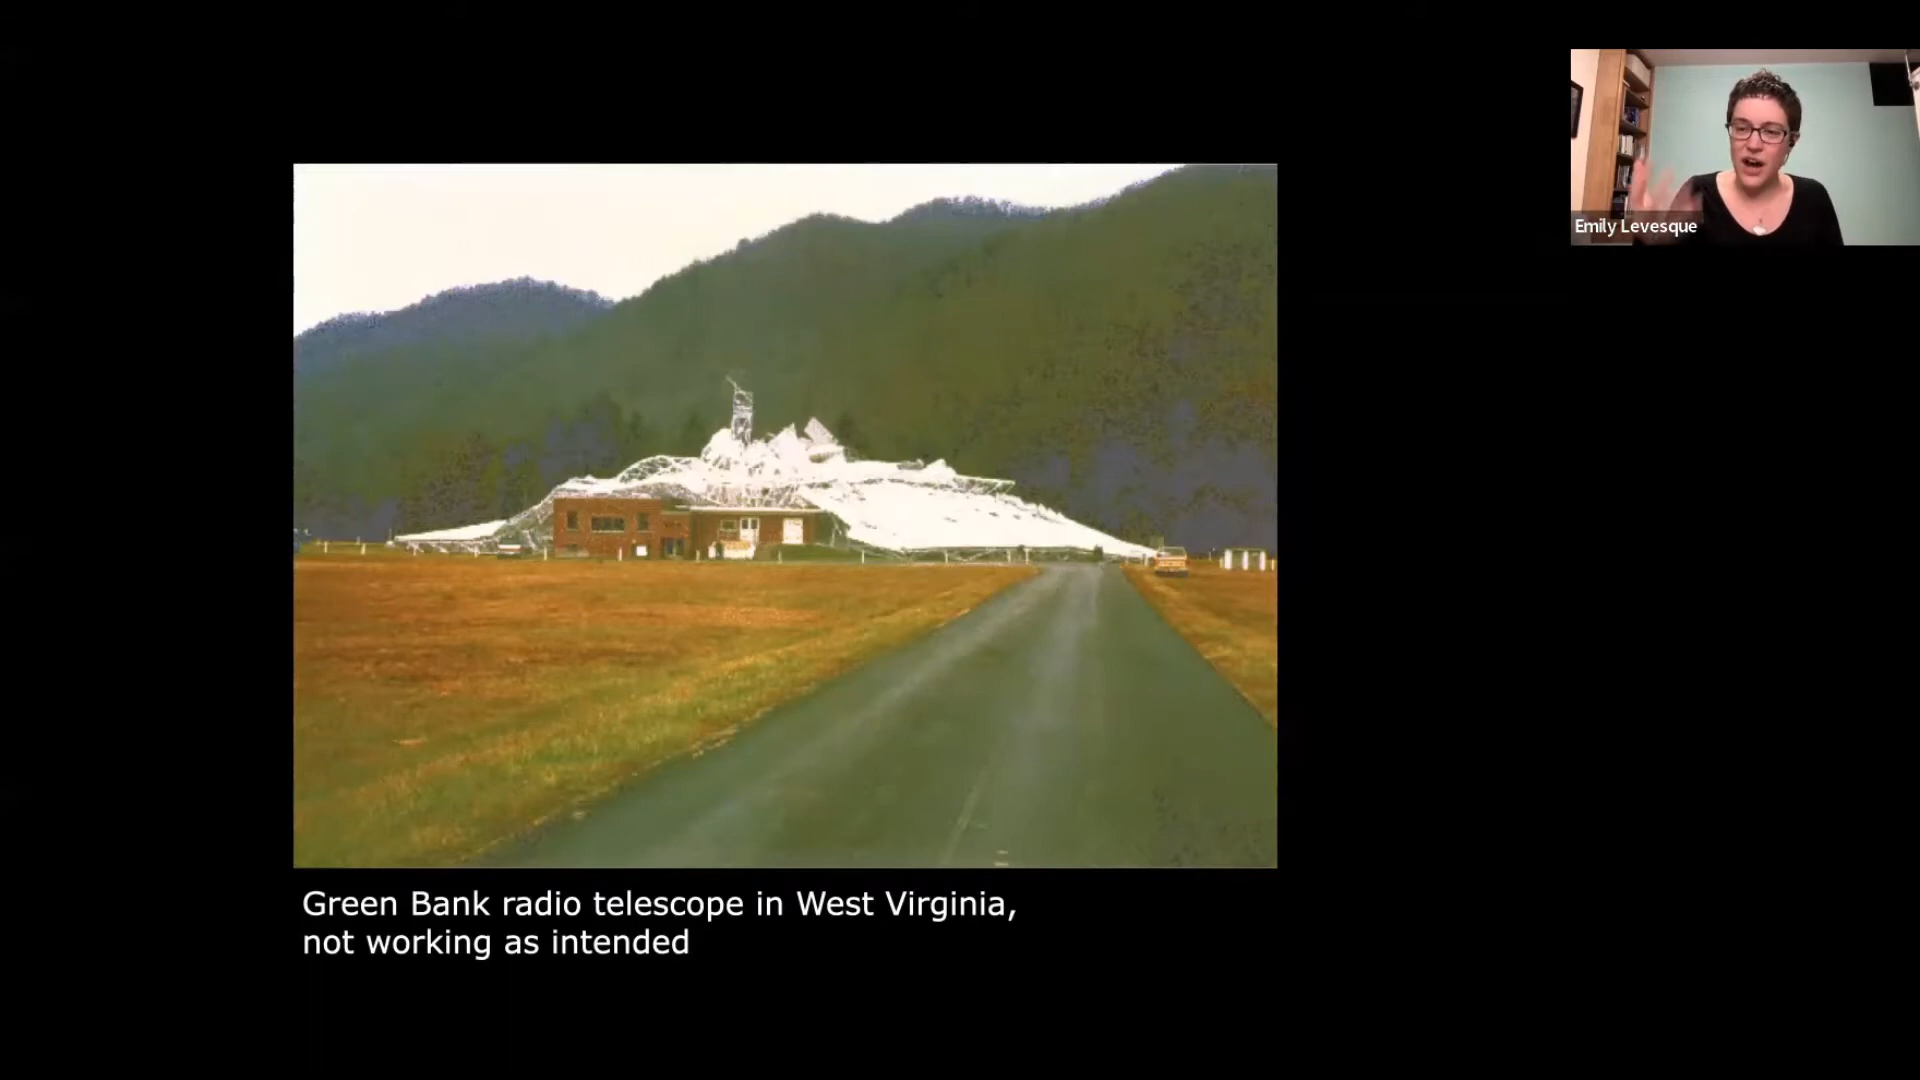 Emily Levesque
Green Bank radio telescope in West Virginia,
not working as intended